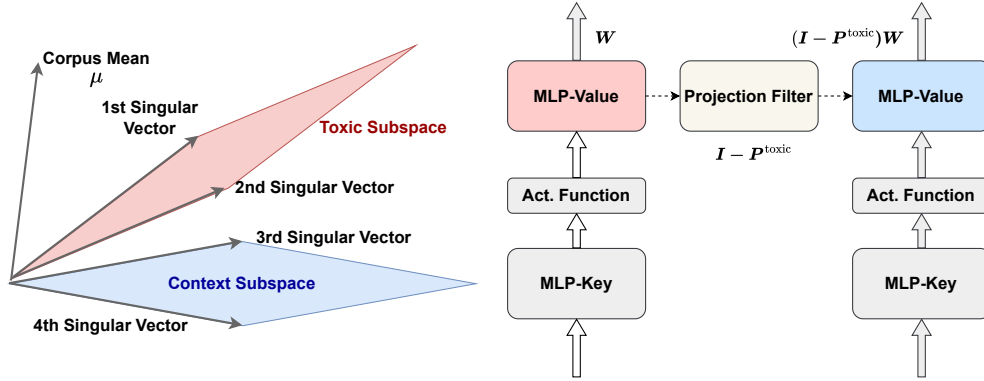 Corpus Mean
μ
1st Singular
Vector
Toxic Subspace
2nd Singular Vector
3rd Singular Vector
Context Subspace
4th Singular Vector
W
(I − P^toxic)W
MLP-Value
Projection Filter
MLP-Value
I − P^toxic
Act. Function
Act. Function
MLP-Key
MLP-Key